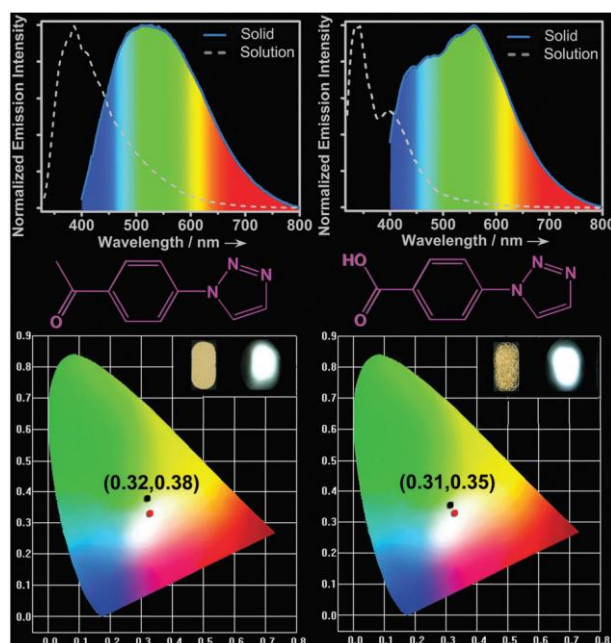 Normalized Emission Intensity
Solid
Solution
400 500 600 700 800
Wavelength / nm
Normalized Emission Intensity
Solid
Solution
400 500 600 700 800
Wavelength / nm
O
N
N
N
HO
O
N
N
N
0.9
0.8
0.7
0.6
0.5
0.4
0.3
0.2
0.1
0.0
(0.32,0.38)
0.0 0.1 0.2 0.3 0.4 0.5 0.6 0.7 0.8
0.9
0.8
0.7
0.6
0.5
0.4
0.3
0.2
0.1
0.0
(0.31,0.35)
0.0 0.1 0.2 0.3 0.4 0.5 0.6 0.7 0.8